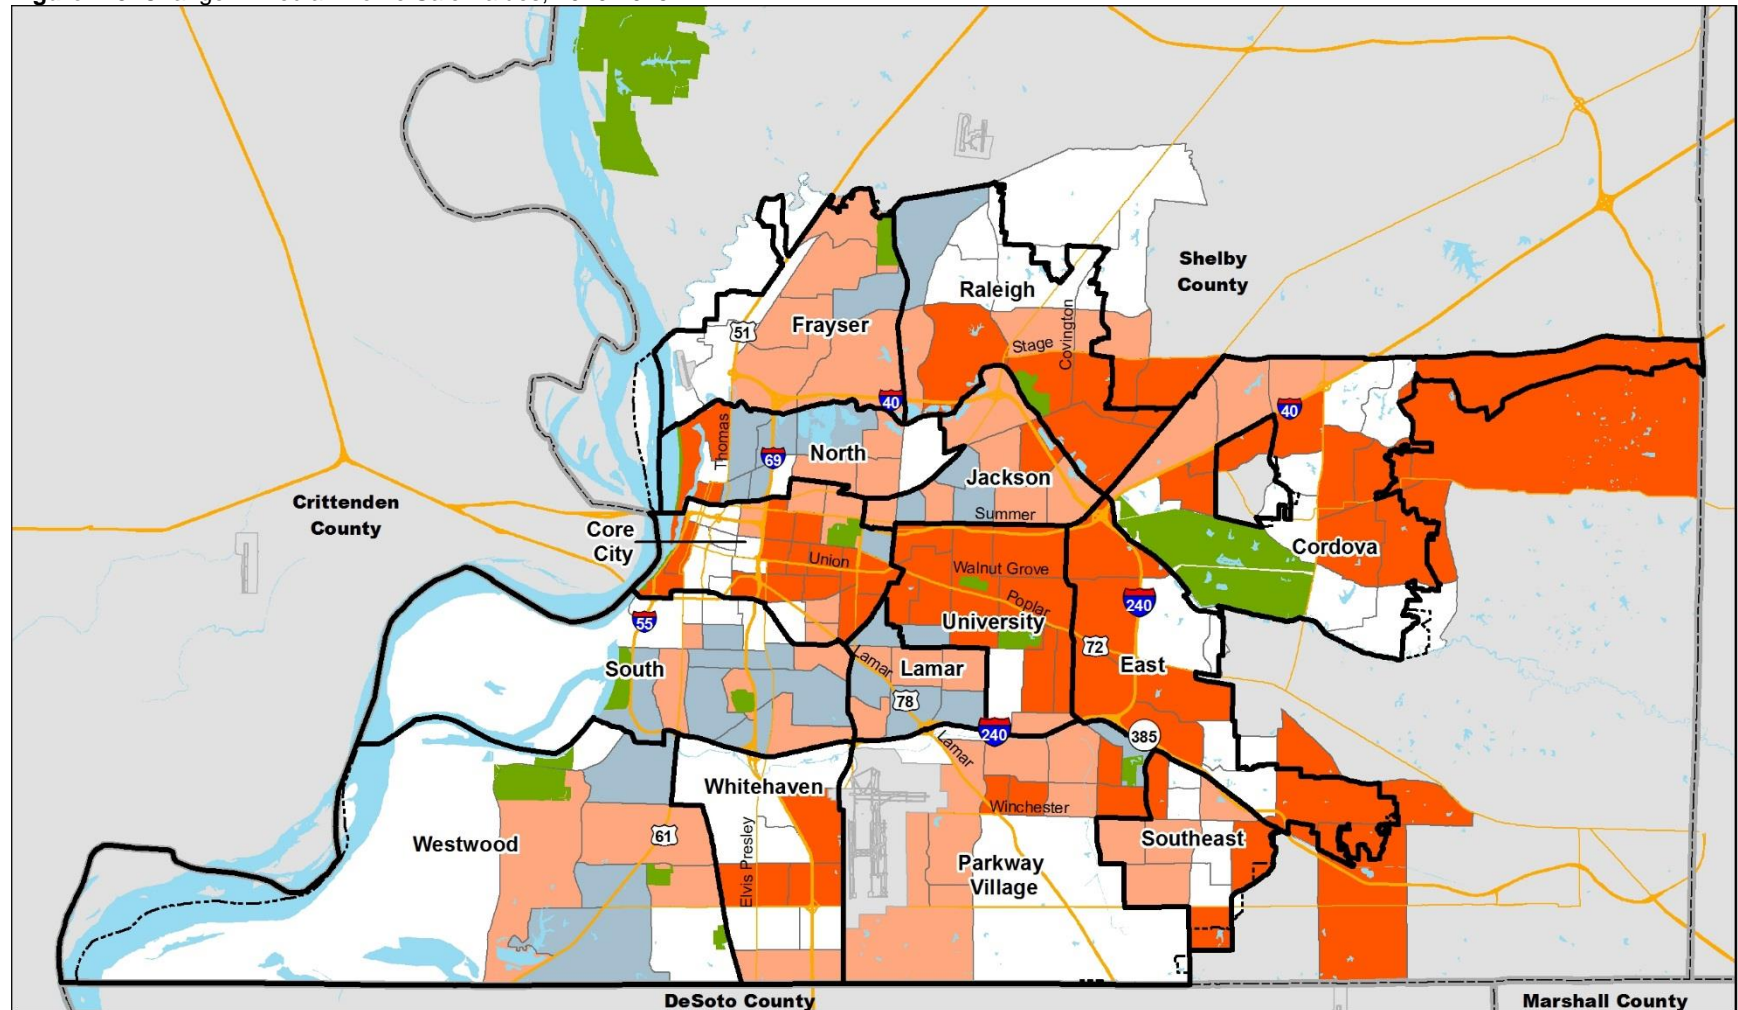 Shelby
County
Raleigh
Frayser
51
Stage
Covington
40
40
Thomas
North
69
Jackson
Crittenden
County
Summer
Core
City
Union
Walnut Grove
Cordova
Poplar
240
55
University
72
East
South
Lamar
Lamar
78
240
385
Lamar
Whitehaven
Winchester
61
Westwood
Southeast
Elvis Presley
Parkway
Village
DeSoto County
Marshall County